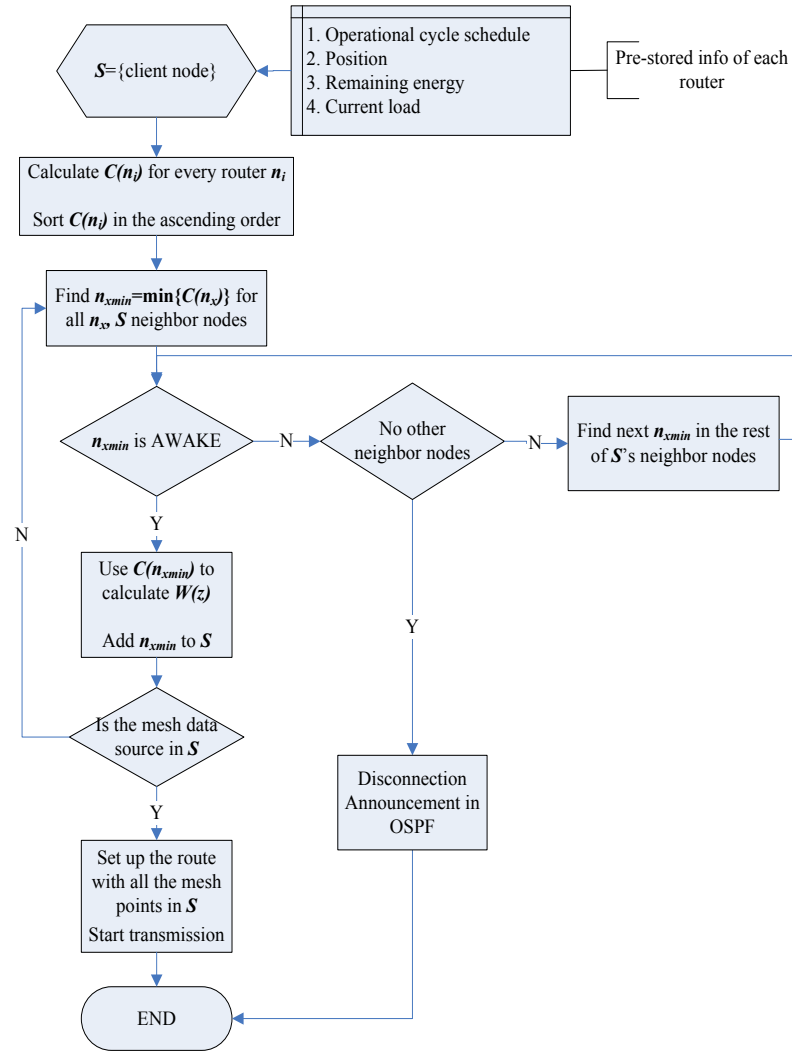 S={client node}
1. Operational cycle schedule
2. Position
3. Remaining energy
4. Current load
Pre-stored info of each
router
Calculate C(ni) for every router ni
Sort C(ni) in the ascending order
Find nxmin=min{C(nx)} for
all nx, S neighbor nodes
nxmin is AWAKE
N
No other
neighbor nodes
N
Find next nxmin in the rest
of S's neighbor nodes
Y
N
Use C(nxmin) to
calculate W(z)
Add nxmin to S
Y
Is the mesh data
source in S
Y
Disconnection
Announcement in
OSPF
Set up the route
with all the mesh
points in S
Start transmission
END